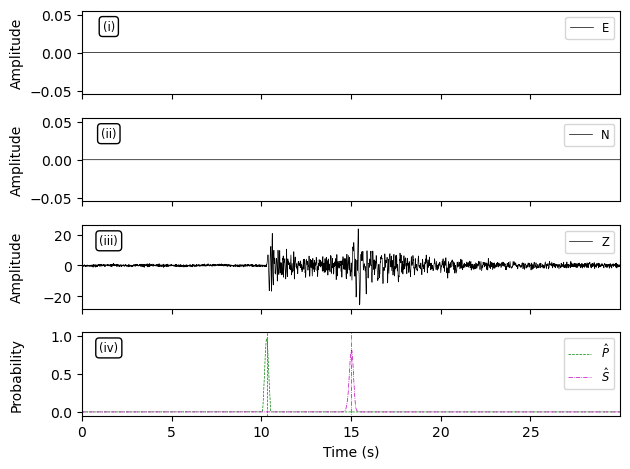 (i)
E
Amplitude
0.05
0.00
−0.05
(ii)
N
Amplitude
0.05
0.00
−0.05
(iii)
Z
Amplitude
20
0
−20
(iv)
P̂
Ŝ
Probability
1.0
0.5
0.0
0 5 10 15 20 25
Time (s)